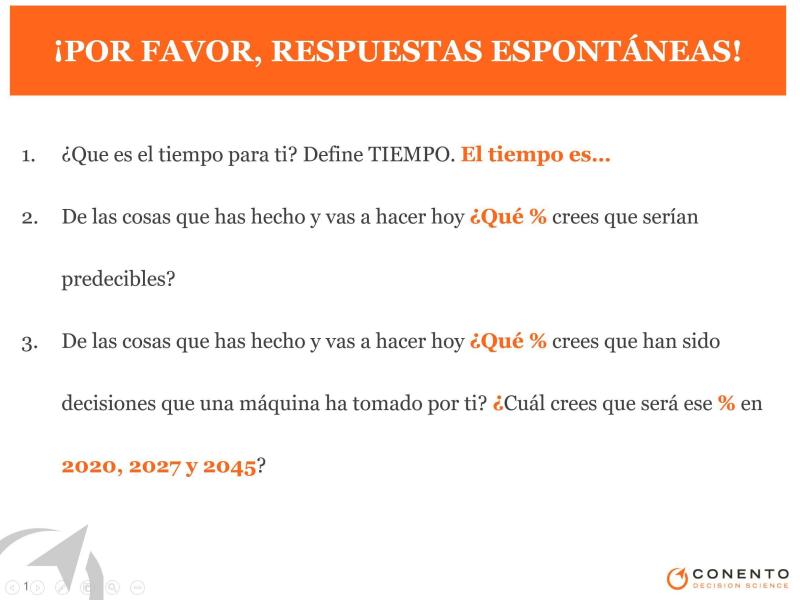 ¡POR FAVOR, RESPUESTAS ESPONTÁNEAS!
1. ¿Que es el tiempo para ti? Define TIEMPO. El tiempo es...
2. De las cosas que has hecho y vas a hacer hoy ¿Qué % crees que serían
predecibles?
3. De las cosas que has hecho y vas a hacer hoy ¿Qué % crees que han sido
decisiones que una máquina ha tomado por ti? ¿Cuál crees que será ese % en
2020, 2027 y 2045?
1
CONENTO
DECISION SCIENCE